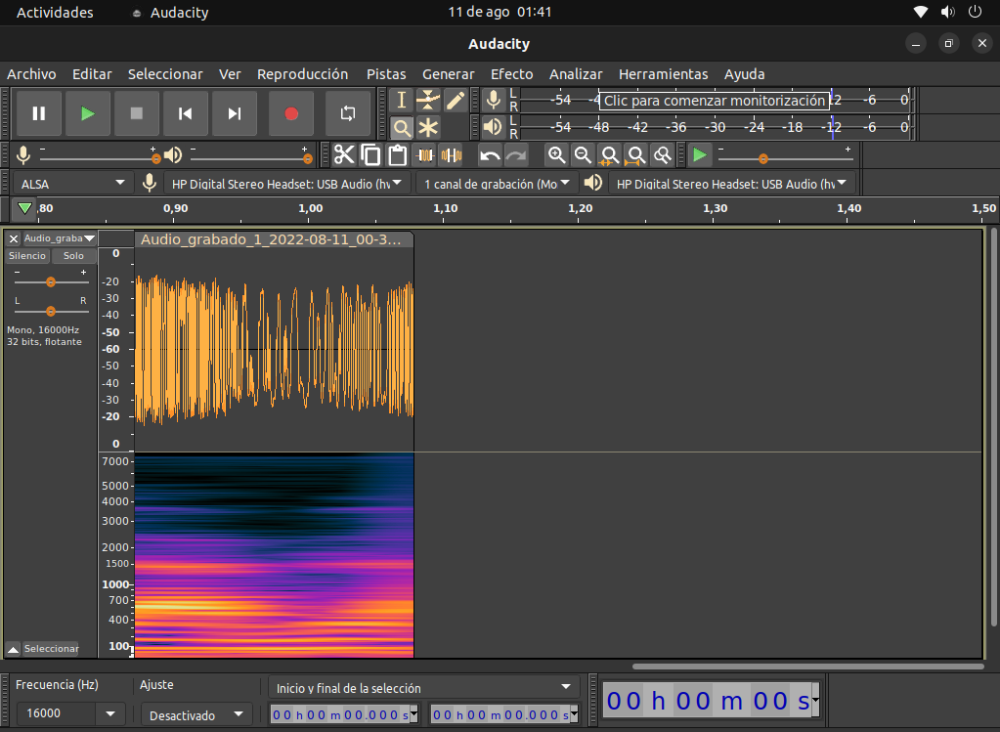 Actividades Audacity 11 de ago 01:41
Audacity
Archivo Editar Seleccionar Ver Reproducción Pistas Generar Efecto Analizar Herramientas Ayuda
L R -54 -4 Clic para comenzar monitorización 2 -6 0
L R -54 -48 -42 -36 -30 -24 -18 -12 -6 0
- + - + - +
ALSA HP Digital Stereo Headset: USB Audio (hw 1 canal de grabación (Mo HP Digital Stereo Headset: USB Audio (hw
,80 0,90 1,00 1,10 1,20 1,30 1,40 1,50
Audio_graba Audio_grabado_1_2022-08-11_00-3...
Silencio Solo
- +
L R
Mono, 16000Hz
32 bits, flotante
0
-20
-30
-40
-50
-60
-50
-40
-30
-20
0
7000
5000
4000
3000
2000
1500
1000
700
400
100
Seleccionar
Frecuencia (Hz) Ajuste Inicio y final de la selección
16000 Desactivado 00 h 00 m 00.000 s 00 h 00 m 00.000 s
00 h 00 m 00 s